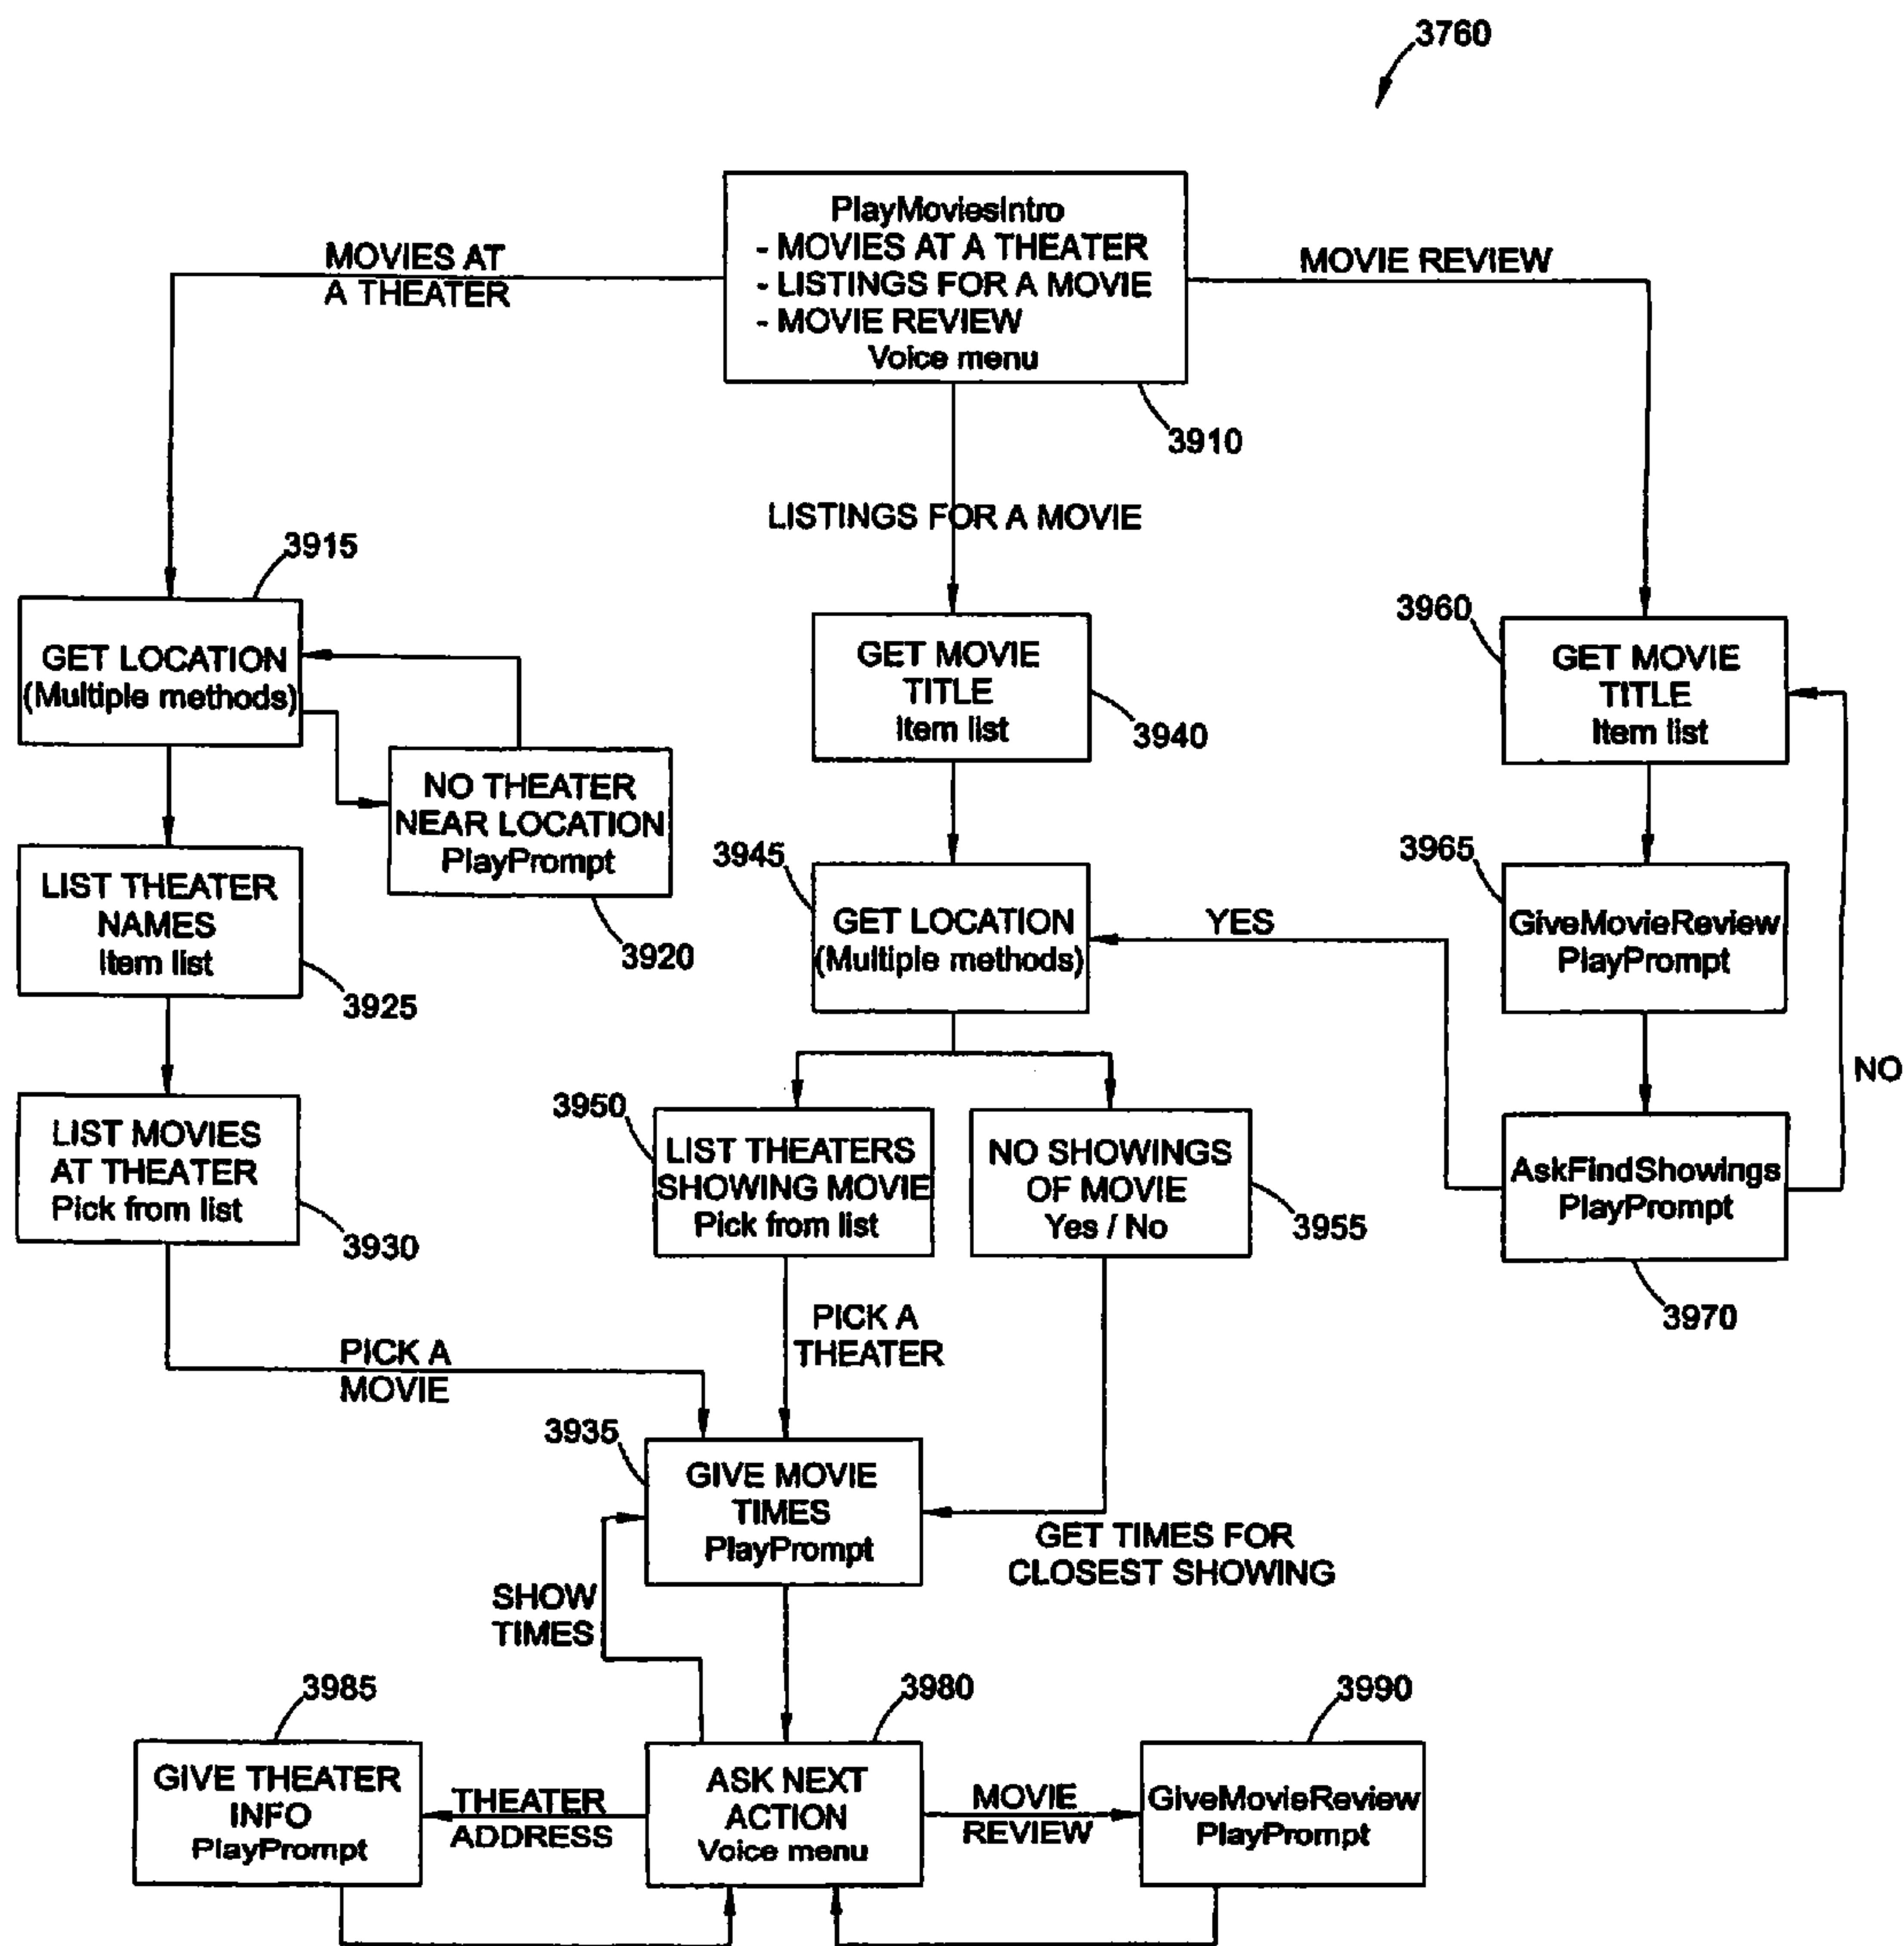 3760
PlayMoviesIntro
- MOVIES AT A THEATER
- LISTINGS FOR A MOVIE
- MOVIE REVIEW
Voice menu
3910
MOVIES AT
A THEATER
MOVIE REVIEW
LISTINGS FOR A MOVIE
3915
GET LOCATION
(Multiple methods)
NO THEATER
NEAR LOCATION
PlayPrompt
3920
LIST THEATER
NAMES
Item list
3925
LIST MOVIES
AT THEATER
Pick from list
3930
PICK A
MOVIE
GET MOVIE
TITLE
Item list
3940
3945
GET LOCATION
(Multiple methods)
YES
3950
LIST THEATERS
SHOWING MOVIE
Pick from list
NO SHOWINGS
OF MOVIE
Yes / No
3955
PICK A
THEATER
3960
GET MOVIE
TITLE
Item list
3965
GiveMovieReview
PlayPrompt
NO
AskFindShowings
PlayPrompt
3970
3935
GIVE MOVIE
TIMES
PlayPrompt
GET TIMES FOR
CLOSEST SHOWING
SHOW
TIMES
3985
GIVE THEATER
INFO
PlayPrompt
THEATER
ADDRESS
3980
ASK NEXT
ACTION
Voice menu
MOVIE
REVIEW
3990
GiveMovieReview
PlayPrompt